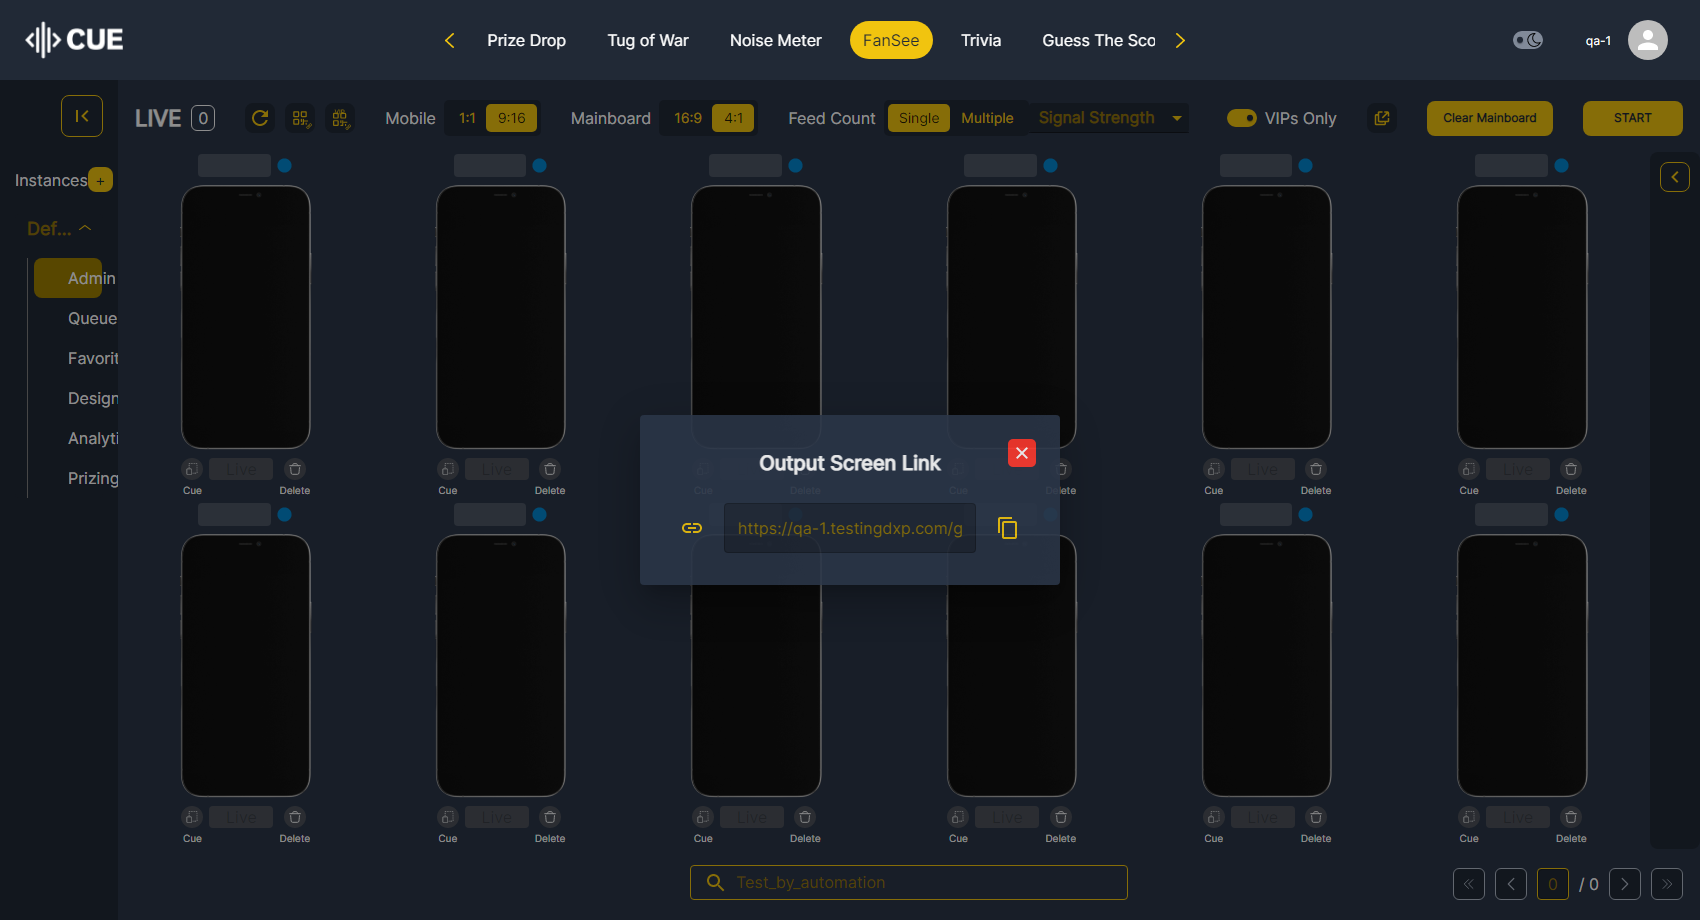 CUE
Prize Drop Tug of War Noise Meter FanSee Trivia Guess The Sco
qa-1
LIVE 0 Mobile 1:1 9:16 Mainboard 16:9 4:1 Feed Count Single Multiple Signal Strength VIPs Only Clear Mainboard START
Instances +
Def...
Admin
Queue
Favorit
Design
Analyti
Prizing
Live Live Live Live
Cue Delete Cue Delete Cue Delete Cue Delete Cue Delete Cue Delete
Output Screen Link
https://qa-1.testingdxp.com/g
Live Live Live Live Live Live
Cue Delete Cue Delete Cue Delete Cue Delete Cue Delete Cue Delete
Test_by_automation
0 / 0